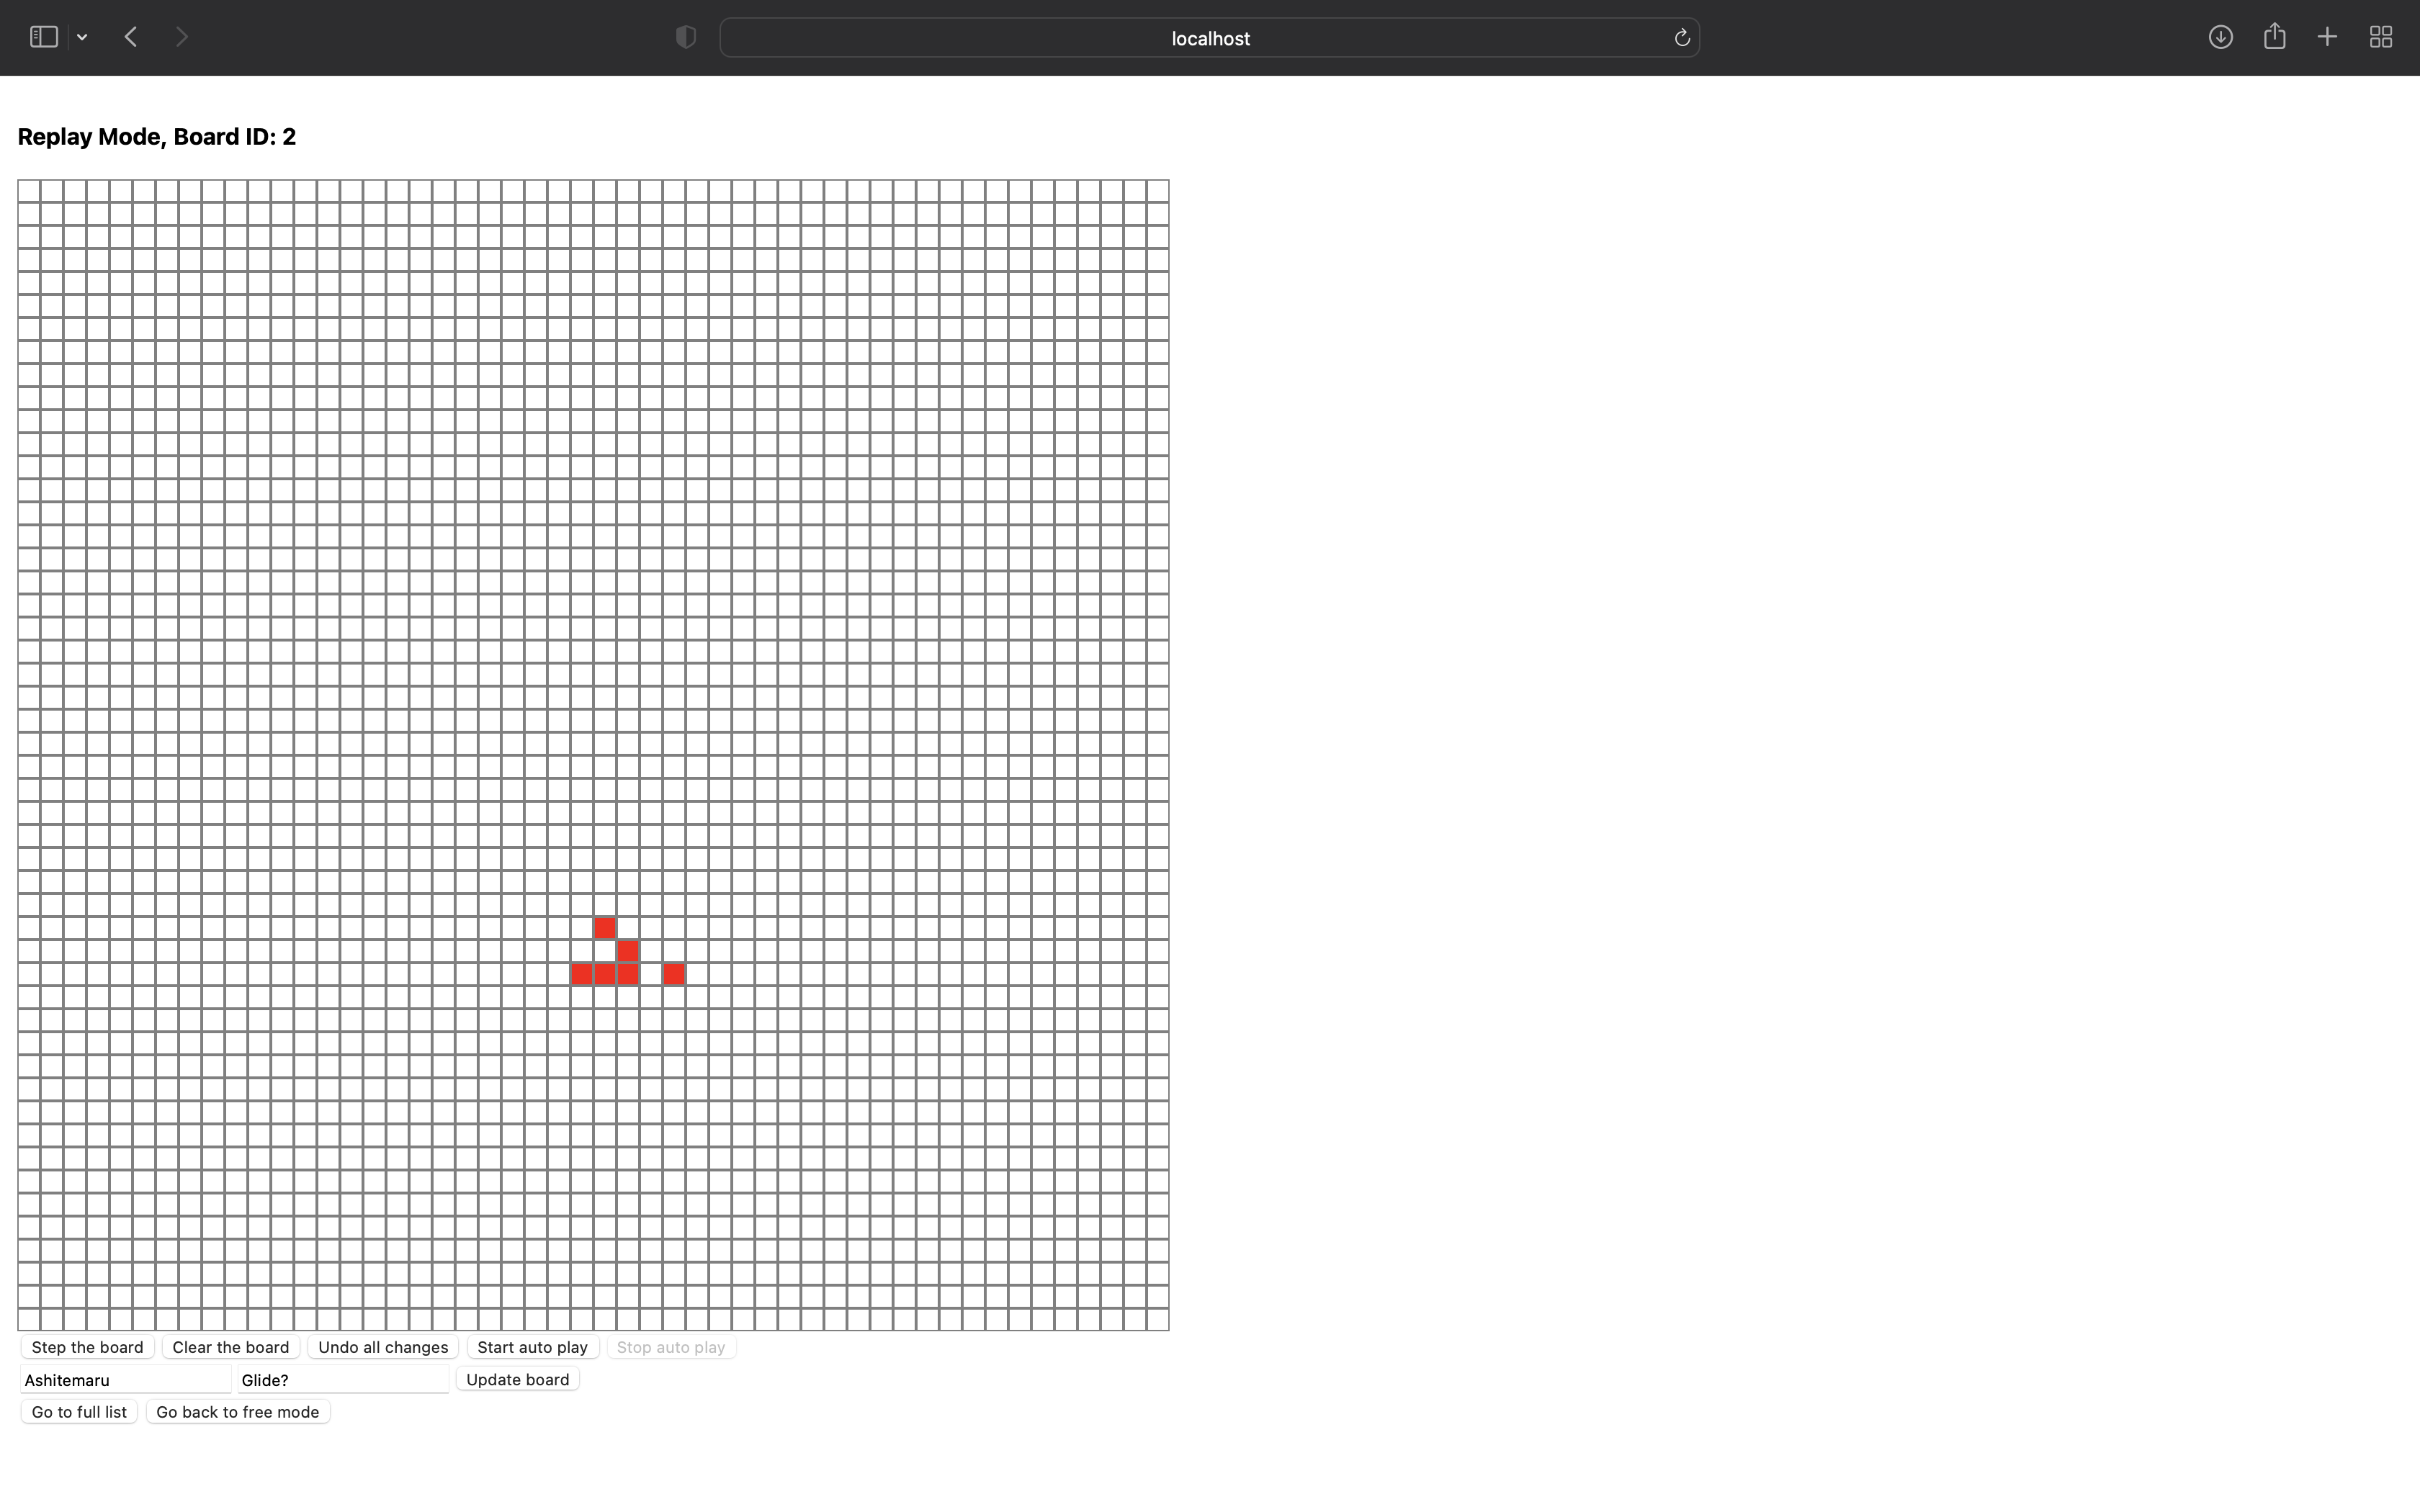 localhost
Replay Mode, Board ID: 2
Step the board Clear the board Undo all changes Start auto play Stop auto play
Ashitemaru Glide? Update board
Go to full list Go back to free mode